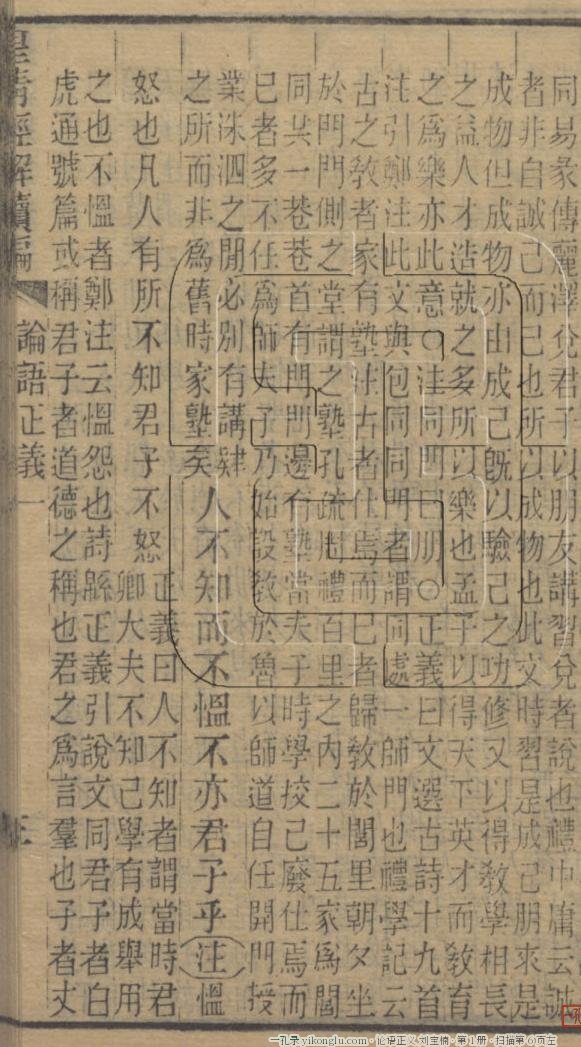 同易彖傳麗澤兌君子以朋友講習兌者說也禮中庸云誠
者非自誠己而已也所以成物也此文時習是成己朋來是
成物但成物亦由成己既以驗己之功修又以得教學相長
之益人才造就之多所以樂也孟子以得天下英才而教育
之為樂亦此意○注同門曰朋○正義曰文選古詩十九首
注引鄭注此文與包同同門者謂同處一師門也禮學記云
古之教者家有塾注古者仕焉而已者歸教於閭里朝夕坐
於門門側之堂謂之塾孔疏周禮百里之內二十五家為閭
同共一巷巷首有門門邊有塾當夫子時學校已廢仕焉而
已者多不任為師夫子乃始設教於魯以師道自任開門授
業洙泗之閒必別有講肄
之所而非為舊時家塾矣
人不知而不慍不亦君子乎
注
慍
怒也凡人有所不知君子不怒
正義曰人不知者謂當時君
卿大夫不知己學有成舉用
之也不慍者鄭注云慍怨也詩緜正義引說文同君子者白
虎通號篇或稱君子者道德之稱也君之為言羣也子者丈
皇清經解續編
論語正義一
三
一孔录 yikonglu.com · 论语正义 刘宝楠 · 第1册 · 扫描第⑥页左